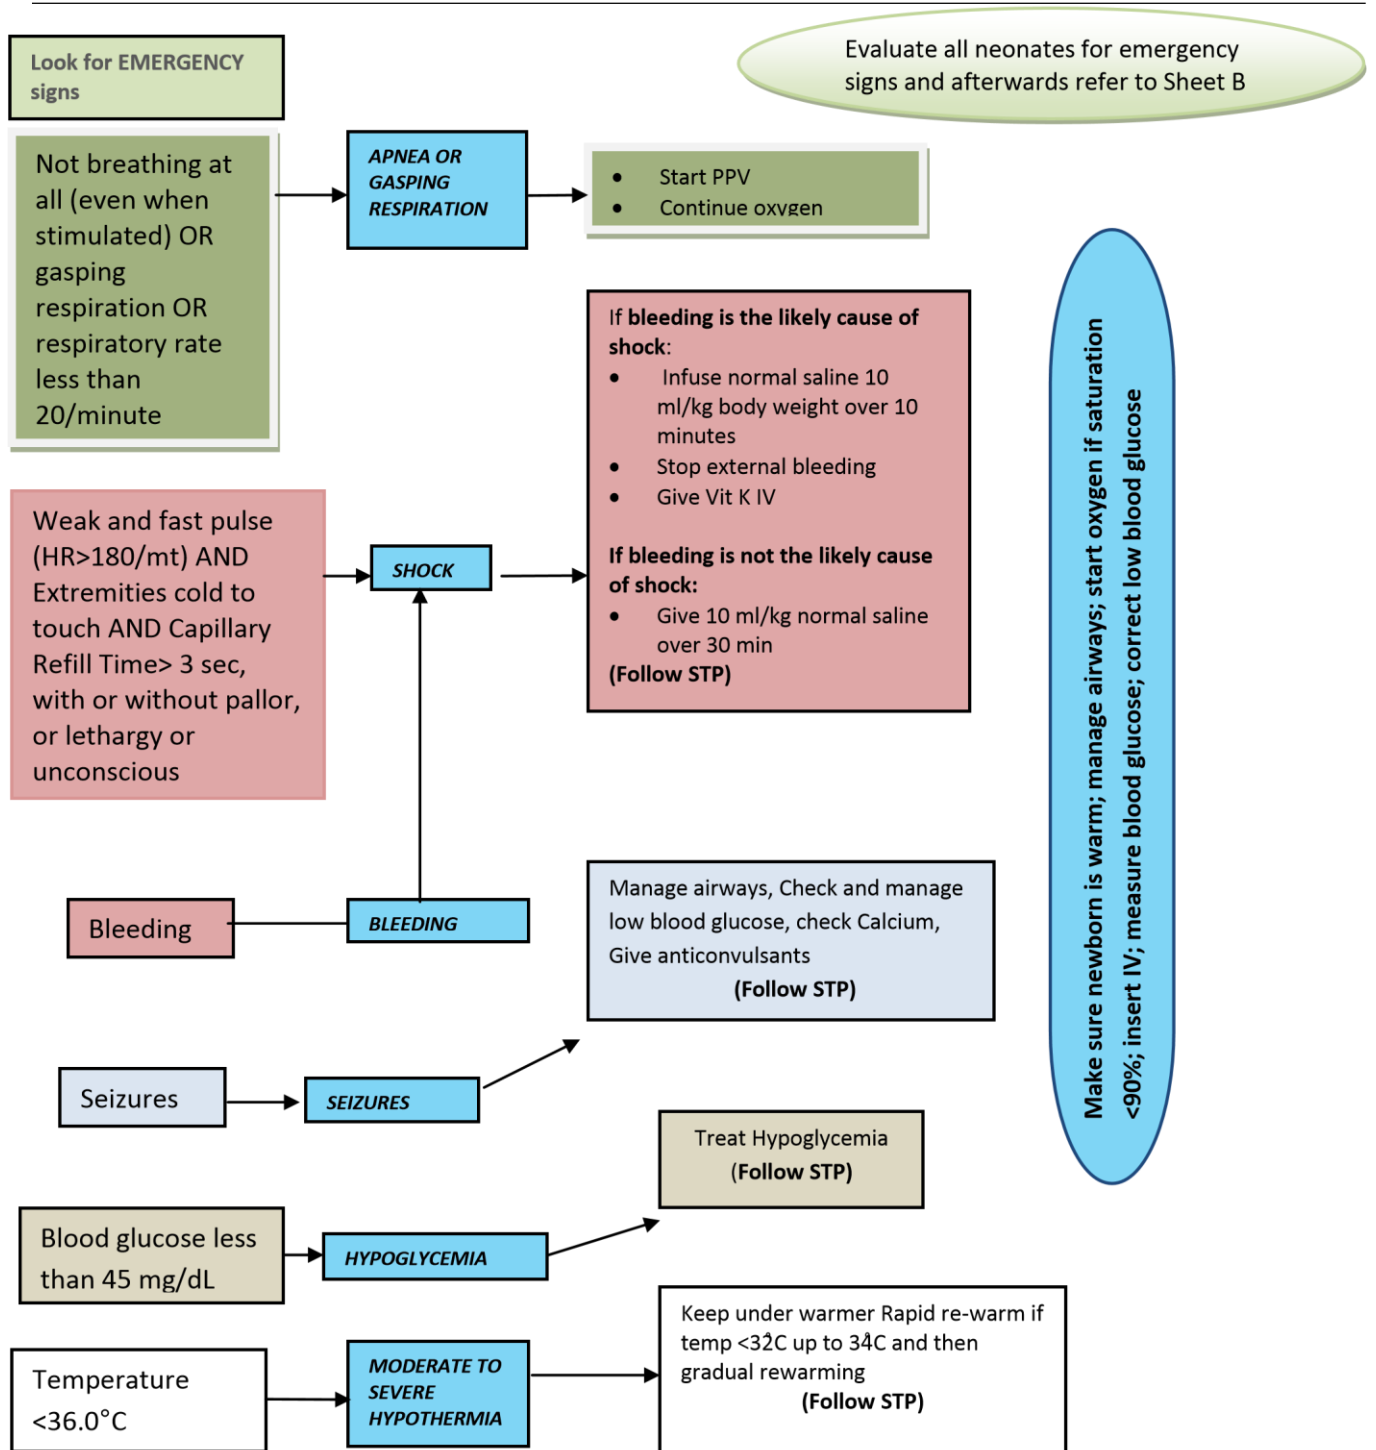 Look for EMERGENCY
signs
Evaluate all neonates for emergency
signs and afterwards refer to Sheet B
Not breathing at
all (even when
stimulated) OR
gasping
respiration OR
respiratory rate
less than
20/minute
APNEA OR
GASPING
RESPIRATION
• Start PPV
• Continue oxygen
Weak and fast pulse
(HR>180/mt) AND
Extremities cold to
touch AND Capillary
Refill Time> 3 sec,
with or without pallor,
or lethargy or
unconscious
SHOCK
If bleeding is the likely cause of
shock:
• Infuse normal saline 10
ml/kg body weight over 10
minutes
• Stop external bleeding
• Give Vit K IV
If bleeding is not the likely cause
of shock:
• Give 10 ml/kg normal saline
over 30 min
(Follow STP)
Bleeding
BLEEDING
Seizures
SEIZURES
Manage airways, Check and manage
low blood glucose, check Calcium,
Give anticonvulsants
(Follow STP)
Blood glucose less
than 45 mg/dL
HYPOGLYCEMIA
Treat Hypoglycemia
(Follow STP)
Temperature
<36.0°C
MODERATE TO
SEVERE
HYPOTHERMIA
Keep under warmer Rapid re-warm if
temp <32°C up to 34°C and then
gradual rewarming
(Follow STP)
Make sure newborn is warm; manage airways; start oxygen if saturation
<90%; insert IV; measure blood glucose; correct low blood glucose